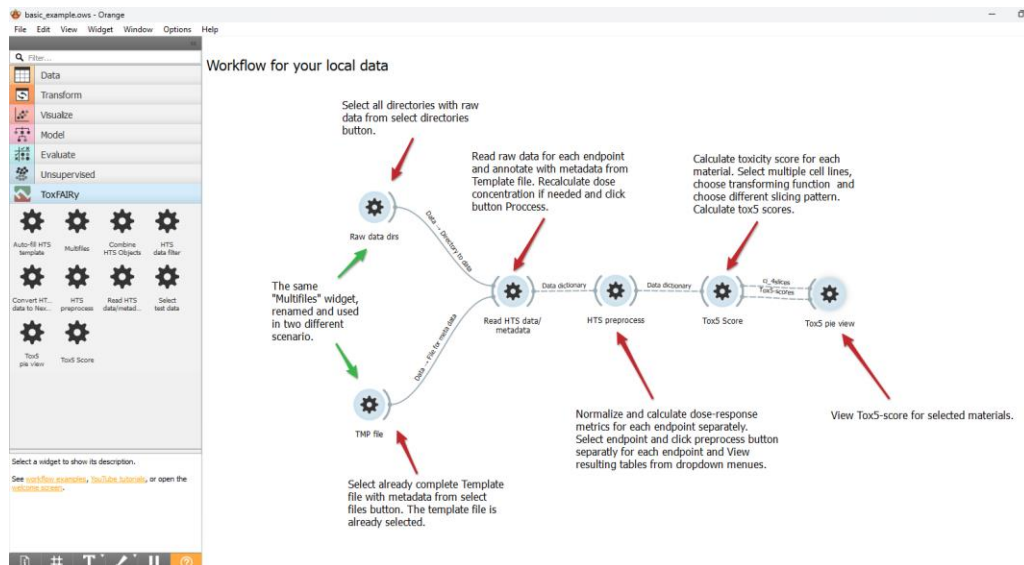 basic_example.ows - Orange
File Edit View Widget Window Options Help
Filter...
Data
Transform
Visualize
Model
Evaluate
Unsupervised
ToxFAIRy
Auto-fill HTS
template
Multifiles
Combine
HTS Objects
HTS
data filter
Convert HT...
data to Nex...
HTS
preprocess
Read HTS
data/metad...
Select
test data
Tox5
pie view
Tox5 Score
Select a widget to show its description.
See workflow examples, YouTube tutorials, or open the
welcome screen.
Workflow for your local data
Select all directories with raw
data from select directories
button.
Raw data dirs
Data → Directory to data
The same
"Multifiles" widget,
renamed and used
in two different
scenario.
TMP file
Data → File for meta data
Select already complete Template
file with metadata from select
files button. The template file is
already selected.
Read raw data for each endpoint
and annotate with metadata from
Template file. Recalculate dose
concentration if needed and click
button Proccess.
Read HTS data/
metadata
Data dictionary
HTS preprocess
Normalize and calculate dose-response
metrics for each endpoint separately.
Select endpoint and click preprocess button
separatly for each endpoint and View
resulting tables from dropdown menues.
Data dictionary
Calculate toxicity score for each
material. Select multiple cell lines,
choose transforming function and
choose different slicing pattern.
Calculate tox5 scores.
Tox5 Score
Tox5-scores
Tox5 pie view
View Tox5-score for selected materials.